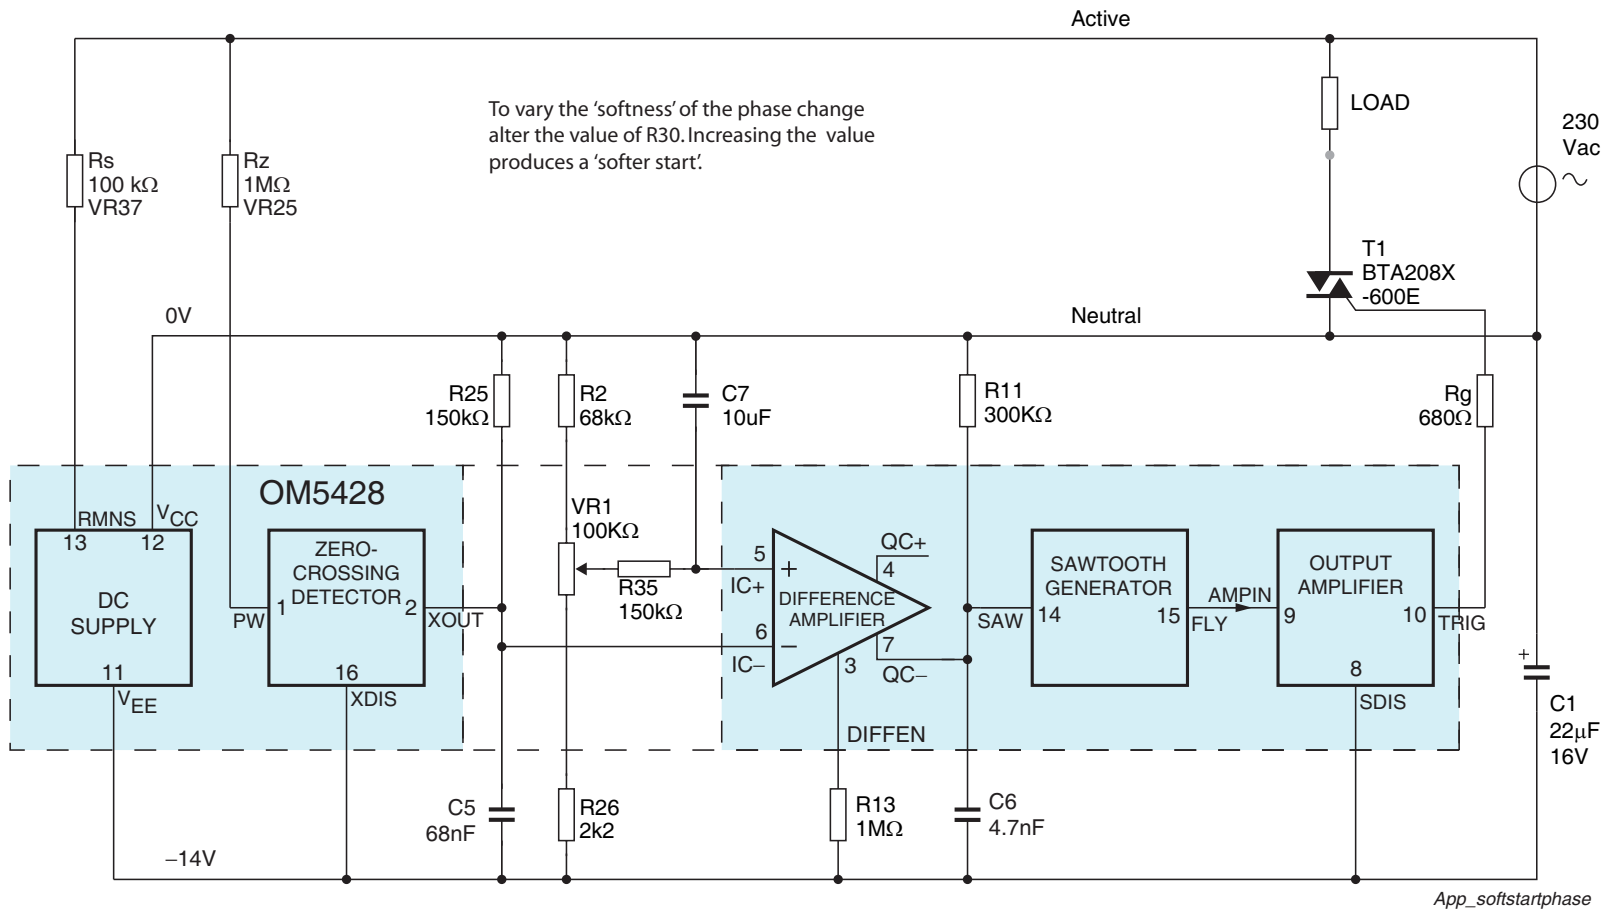 Active
To vary the ‘softness’ of the phase change
alter the value of R30. Increasing the value
produces a ‘softer start’.
LOAD
230
Vac
Rs
100 kΩ
VR37
Rz
1MΩ
VR25
T1
BTA208X
-600E
0V
Neutral
R25
150kΩ
R2
68kΩ
C7
10uF
R11
300KΩ
Rg
680Ω
OM5428
VR1
100KΩ
RMNS
VCC
13
12
DC
SUPPLY
11
VEE
ZERO-
CROSSING
DETECTOR
1
2
PW
XOUT
16
XDIS
R35
150kΩ
5
IC+
+
6
IC−
−
DIFFERENCE
AMPLIFIER
QC+
4
7
QC−
3
DIFFEN
SAW
SAWTOOTH
GENERATOR
14
15
FLY
AMPIN
OUTPUT
AMPLIFIER
9
10
TRIG
8
SDIS
+
C1
22µF
16V
C5
68nF
R26
2k2
R13
1MΩ
C6
4.7nF
−14V
App_softstartphase